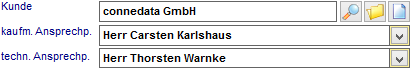 Kunde connedata GmbH
kaufm. Ansprechp. Herr Carsten Karlshaus
techn. Ansprechp. Herr Thorsten Warnke